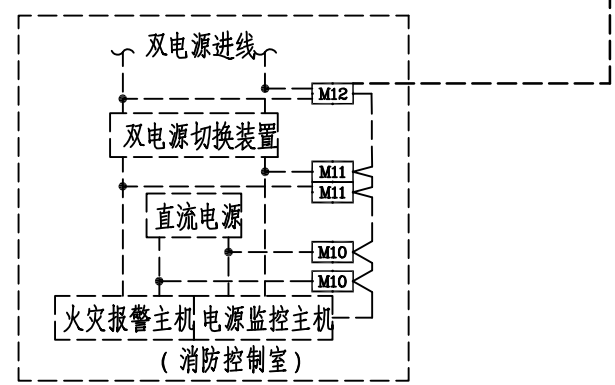 双电源进线
M12
双电源切换装置
M11
M11
直流电源
M10
M10
火灾报警主机 电源监控主机
(消防控制室)